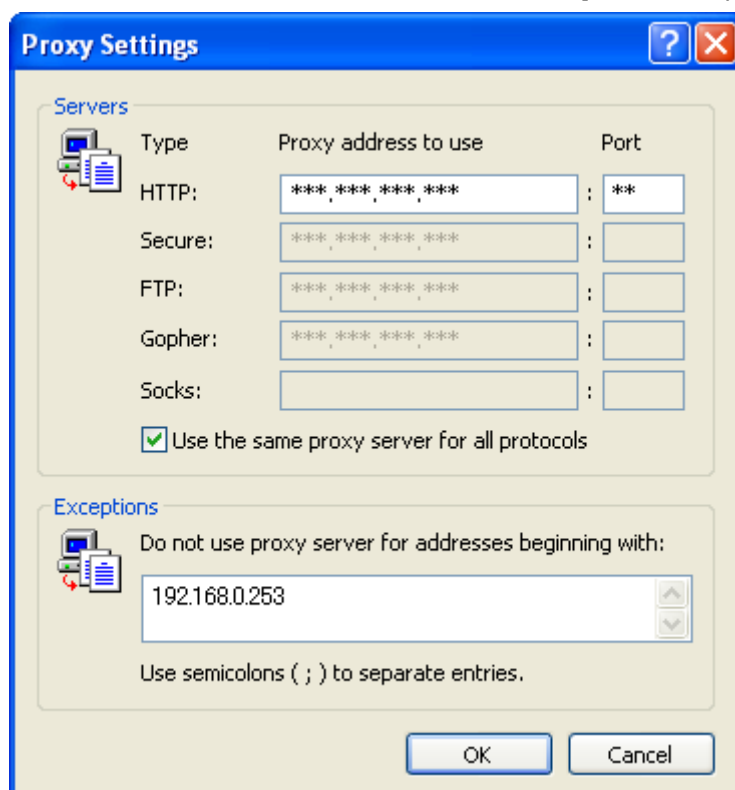 Proxy Settings
Servers
Type Proxy address to use Port
HTTP: ***.***.***.*** : **
Secure: ***.***.***.*** :
FTP: ***.***.***.*** :
Gopher: ***.***.***.*** :
Socks: :
Use the same proxy server for all protocols
Exceptions
Do not use proxy server for addresses beginning with:
192.168.0.253
Use semicolons ( ; ) to separate entries.
OK Cancel